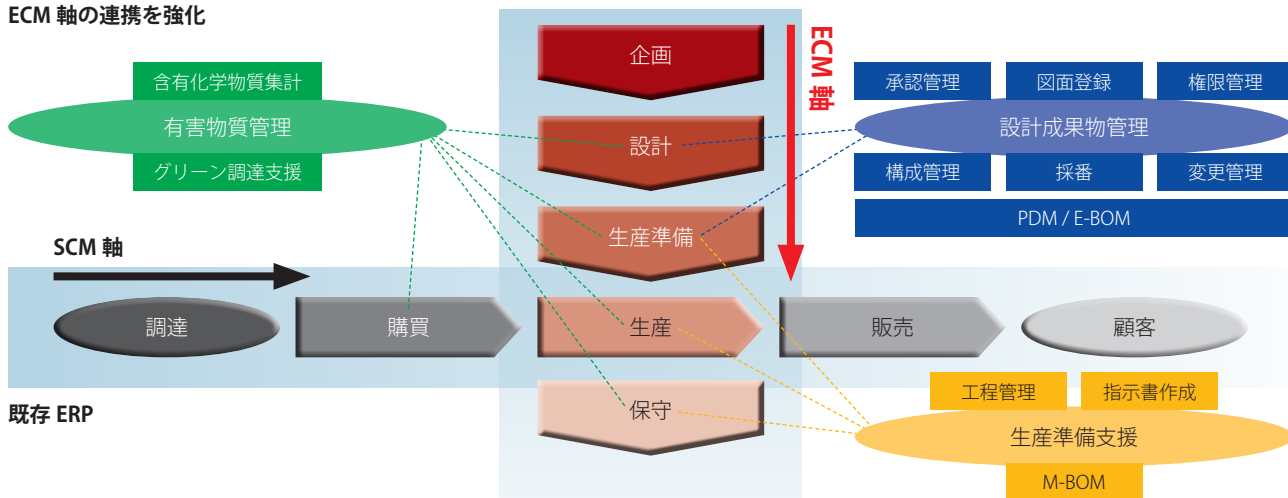 ECM 軸の連携を強化
企画
ECM 軸
含有化学物質集計
有害物質管理
グリーン調達支援
設計
承認管理
図面登録
権限管理
設計成果物管理
構成管理
採番
変更管理
PDM / E-BOM
生産準備
SCM 軸
調達
購買
生産
販売
顧客
既存 ERP
保守
工程管理
指示書作成
生産準備支援
M-BOM